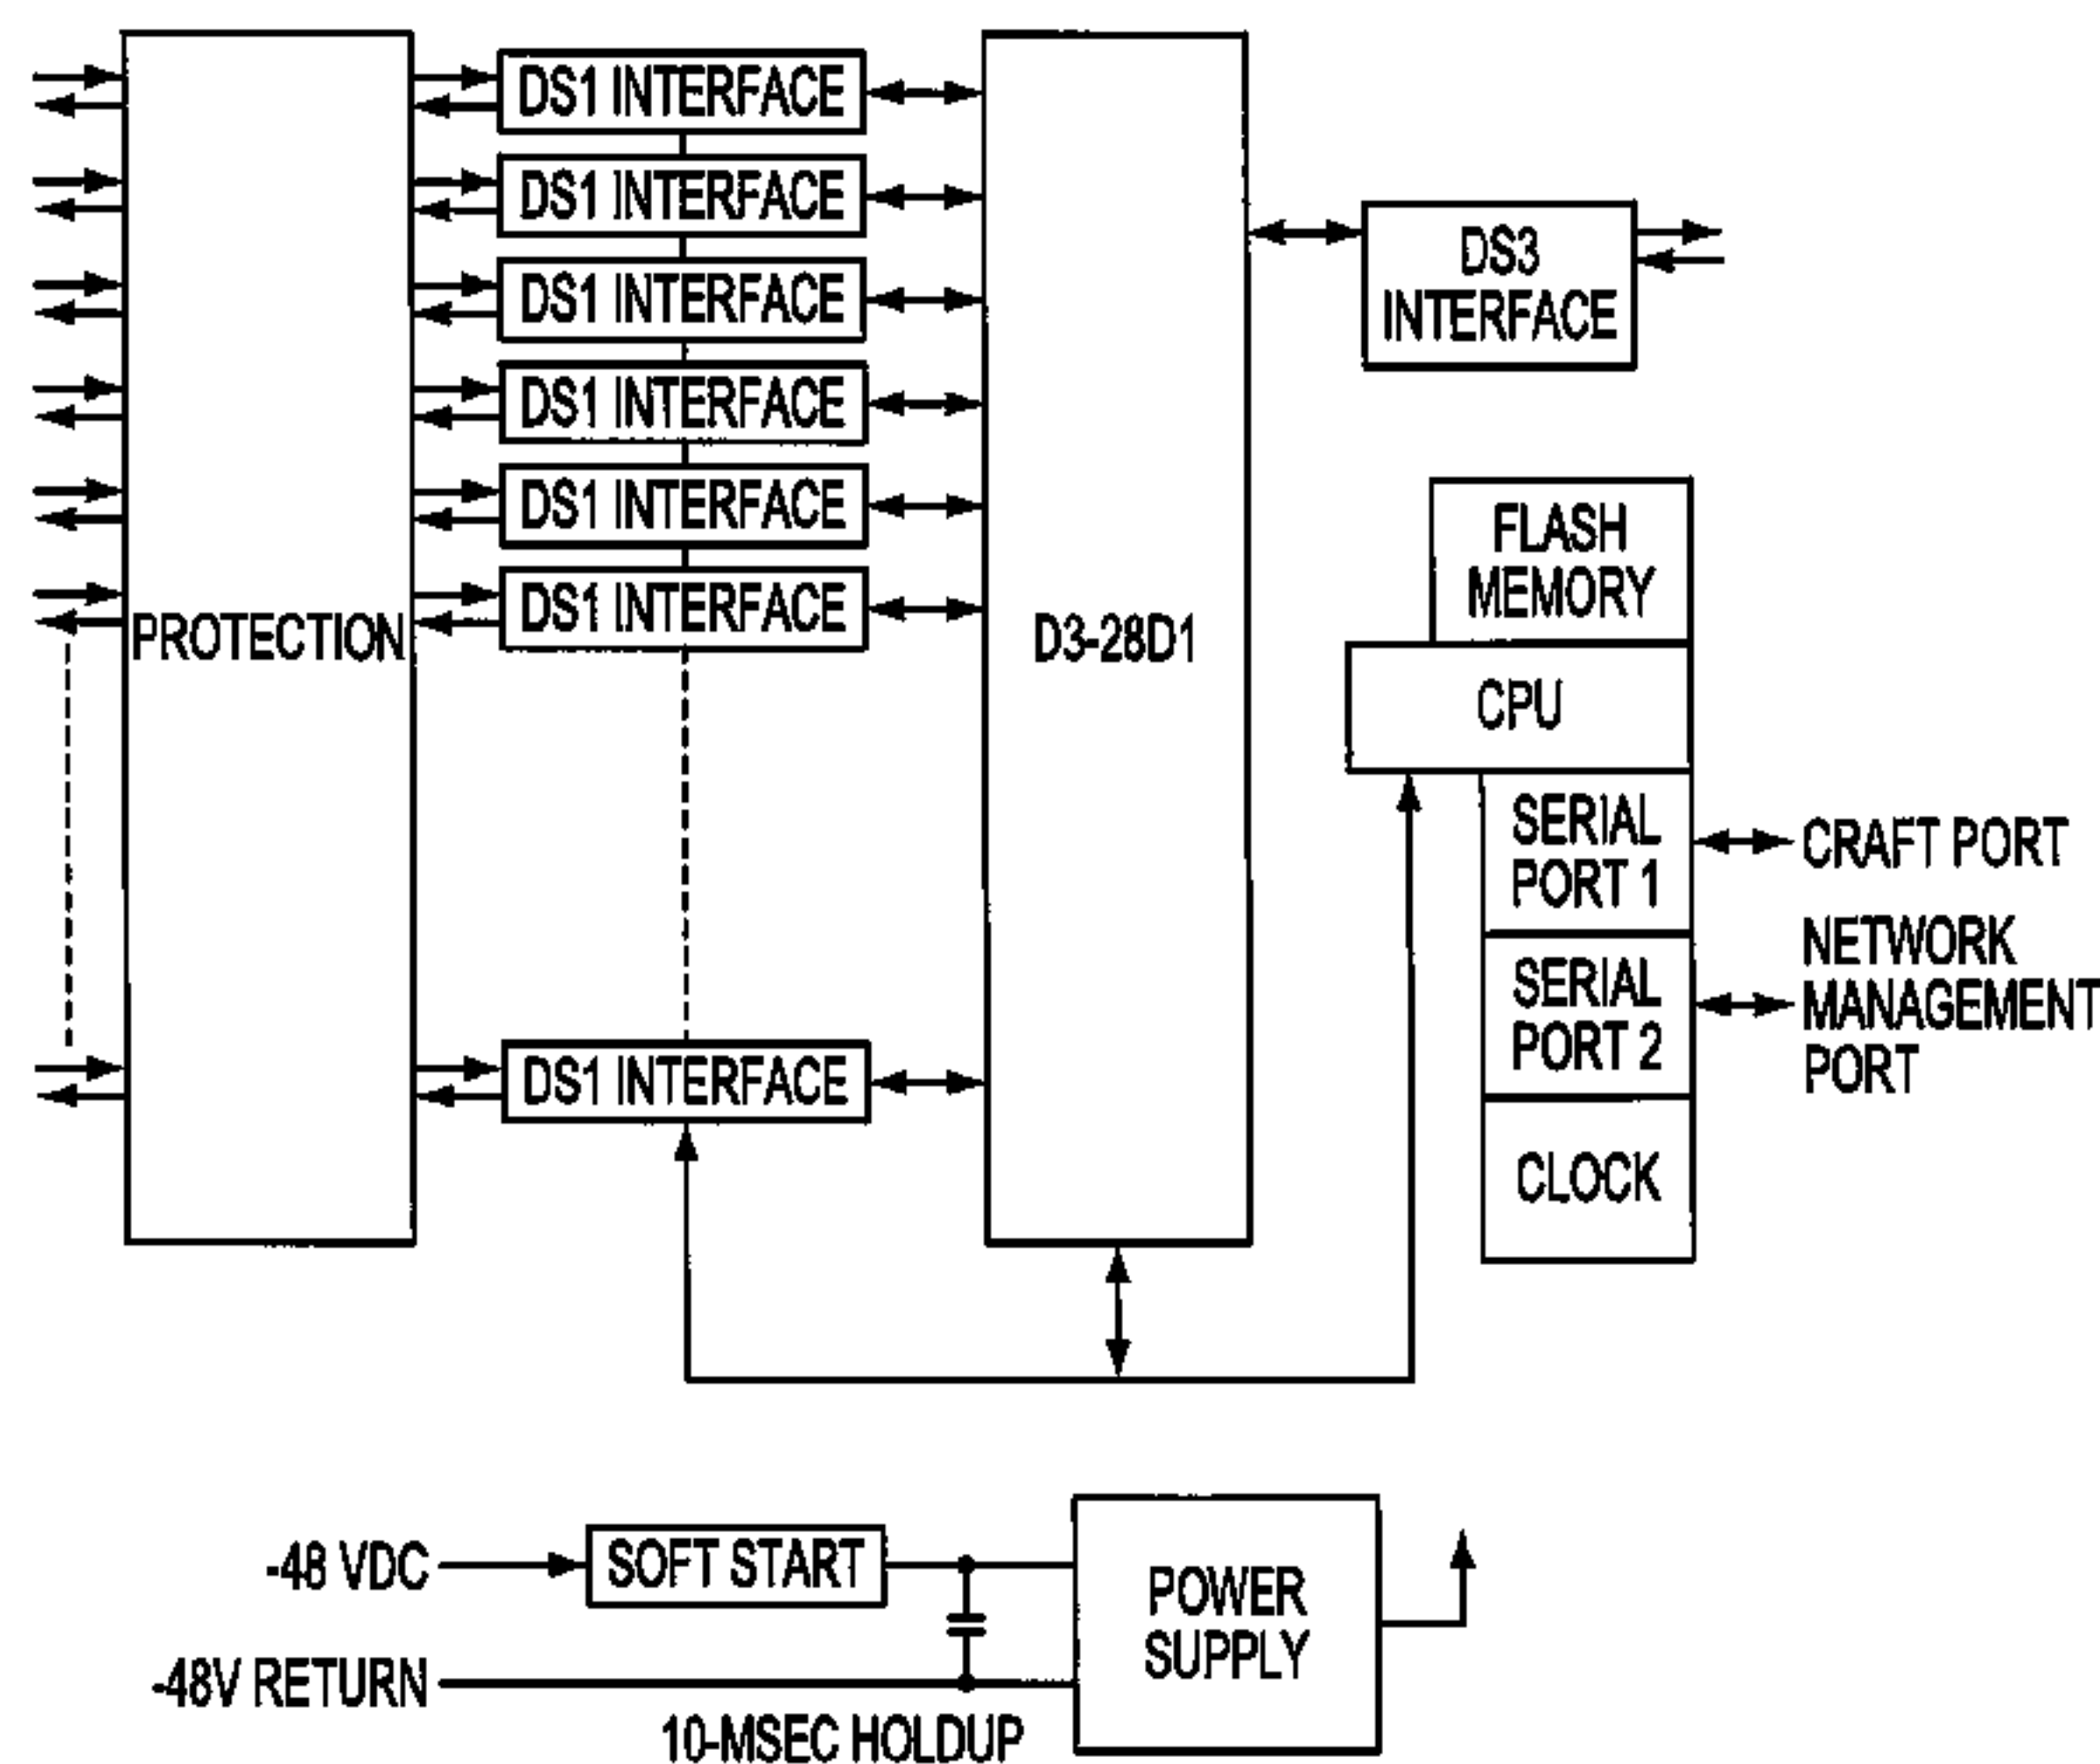 DS1 INTERFACE
DS1 INTERFACE
DS1 INTERFACE
DS1 INTERFACE
DS1 INTERFACE
DS1 INTERFACE
DS1 INTERFACE
PROTECTION
D3-28D1
DS3
INTERFACE
FLASH
MEMORY
CPU
SERIAL
PORT 1
CRAFT PORT
SERIAL
PORT 2
NETWORK
MANAGEMENT
PORT
CLOCK
-48 VDC
SOFT START
POWER
SUPPLY
-48V RETURN
10-MSEC HOLDUP